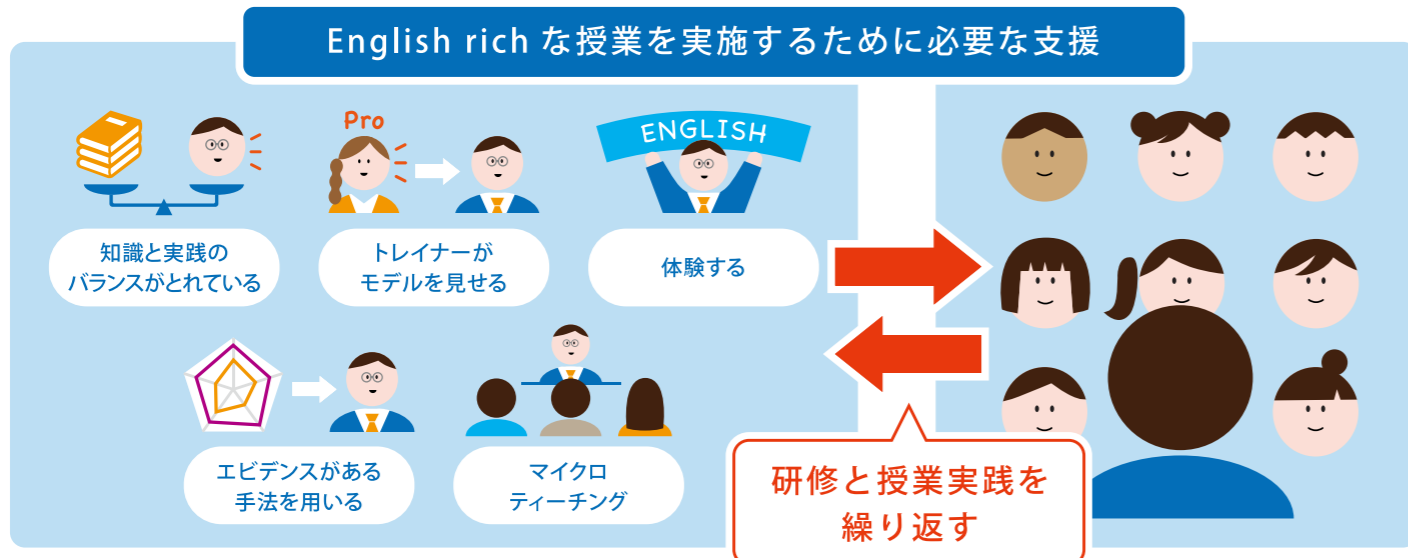 English rich な授業を実施するために必要な支援
Pro
ENGLISH
知識と実践の
バランスがとれている
トレイナーが
モデルを見せる
体験する
エビデンスがある
手法を用いる
マイクロ
ティーチング
研修と授業実践を
繰り返す